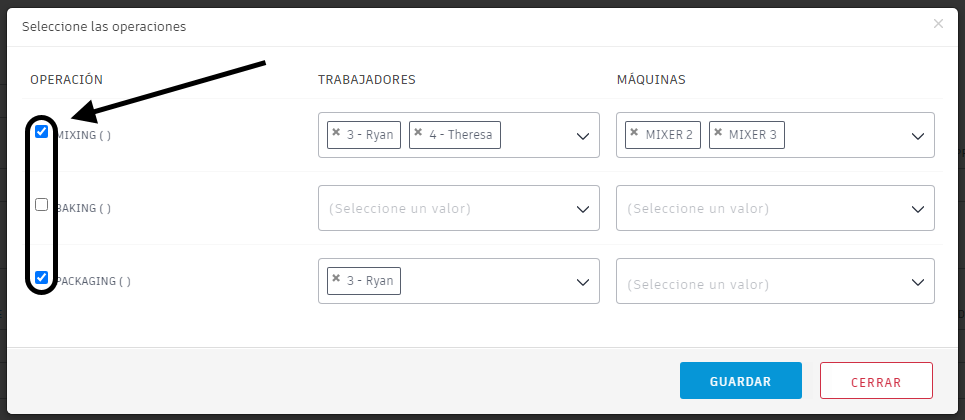 Seleccione las operaciones
OPERACIÓN TRABAJADORES MÁQUINAS
MIXING ( ) 3 - Ryan 4 - Theresa MIXER 2 MIXER 3
BAKING ( ) (Seleccione un valor) (Seleccione un valor)
PACKAGING ( ) 3 - Ryan (Seleccione un valor)
GUARDAR CERRAR